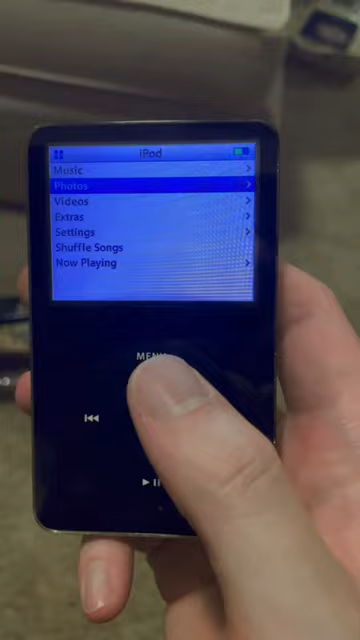 iPod
Music
Photos
Videos
Extras
Settings
Shuffle Songs
Now Playing
MENU